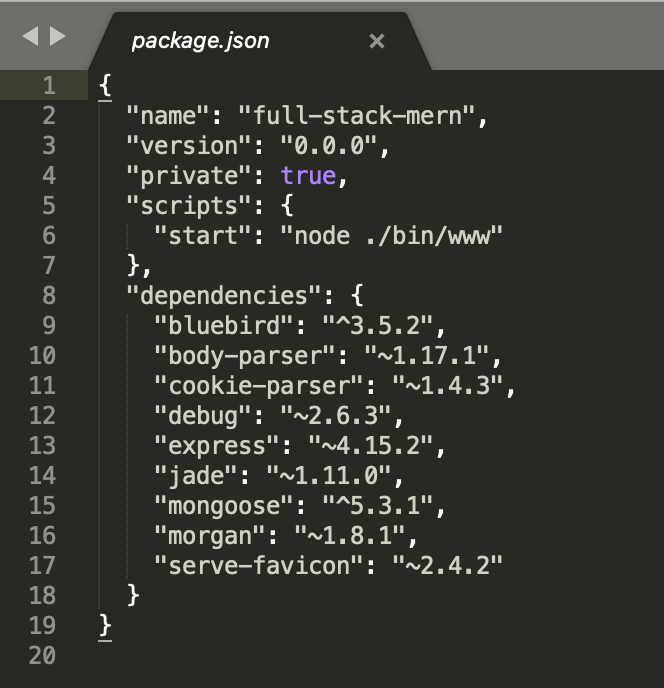 package.json
1 {
2 "name": "full-stack-mern",
3 "version": "0.0.0",
4 "private": true,
5 "scripts": {
6 "start": "node ./bin/www"
7 },
8 "dependencies": {
9 "bluebird": "^3.5.2",
10 "body-parser": "~1.17.1",
11 "cookie-parser": "~1.4.3",
12 "debug": "~2.6.3",
13 "express": "~4.15.2",
14 "jade": "~1.11.0",
15 "mongoose": "^5.3.1",
16 "morgan": "~1.8.1",
17 "serve-favicon": "~2.4.2"
18 }
19 }
20